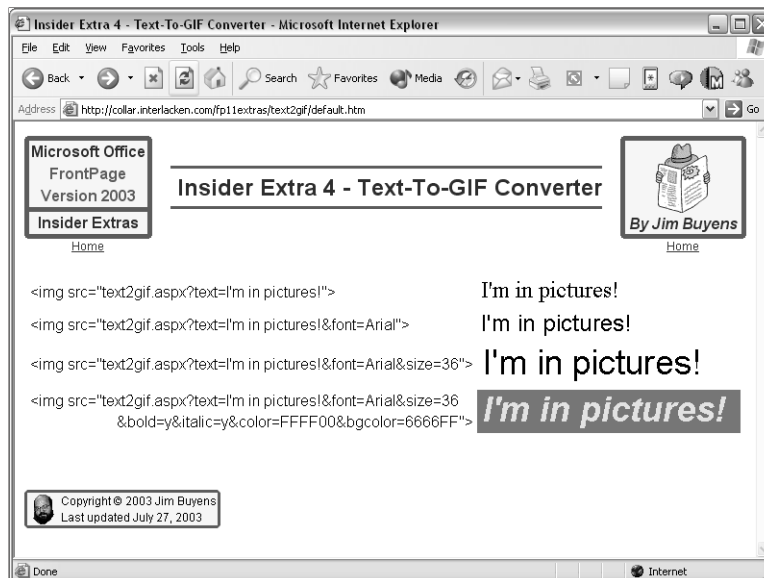 Insider Extra 4 - Text-To-GIF Converter - Microsoft Internet Explorer
File Edit View Favorites Tools Help
Back Search Favorites Media
Address http://collar.interlacken.com/fp11extras/text2gif/default.htm Go
Microsoft Office
FrontPage
Version 2003
Insider Extras
Home
Insider Extra 4 - Text-To-GIF Converter
By Jim Buyens
Home
<img src="text2gif.aspx?text=I'm in pictures!"> I'm in pictures!
<img src="text2gif.aspx?text=I'm in pictures!&font=Arial"> I'm in pictures!
<img src="text2gif.aspx?text=I'm in pictures!&font=Arial&size=36"> I'm in pictures!
<img src="text2gif.aspx?text=I'm in pictures!&font=Arial&size=36
&bold=y&italic=y&color=FFFF00&bgcolor=6666FF"> I'm in pictures!
Copyright © 2003 Jim Buyens
Last updated July 27, 2003
Done Internet